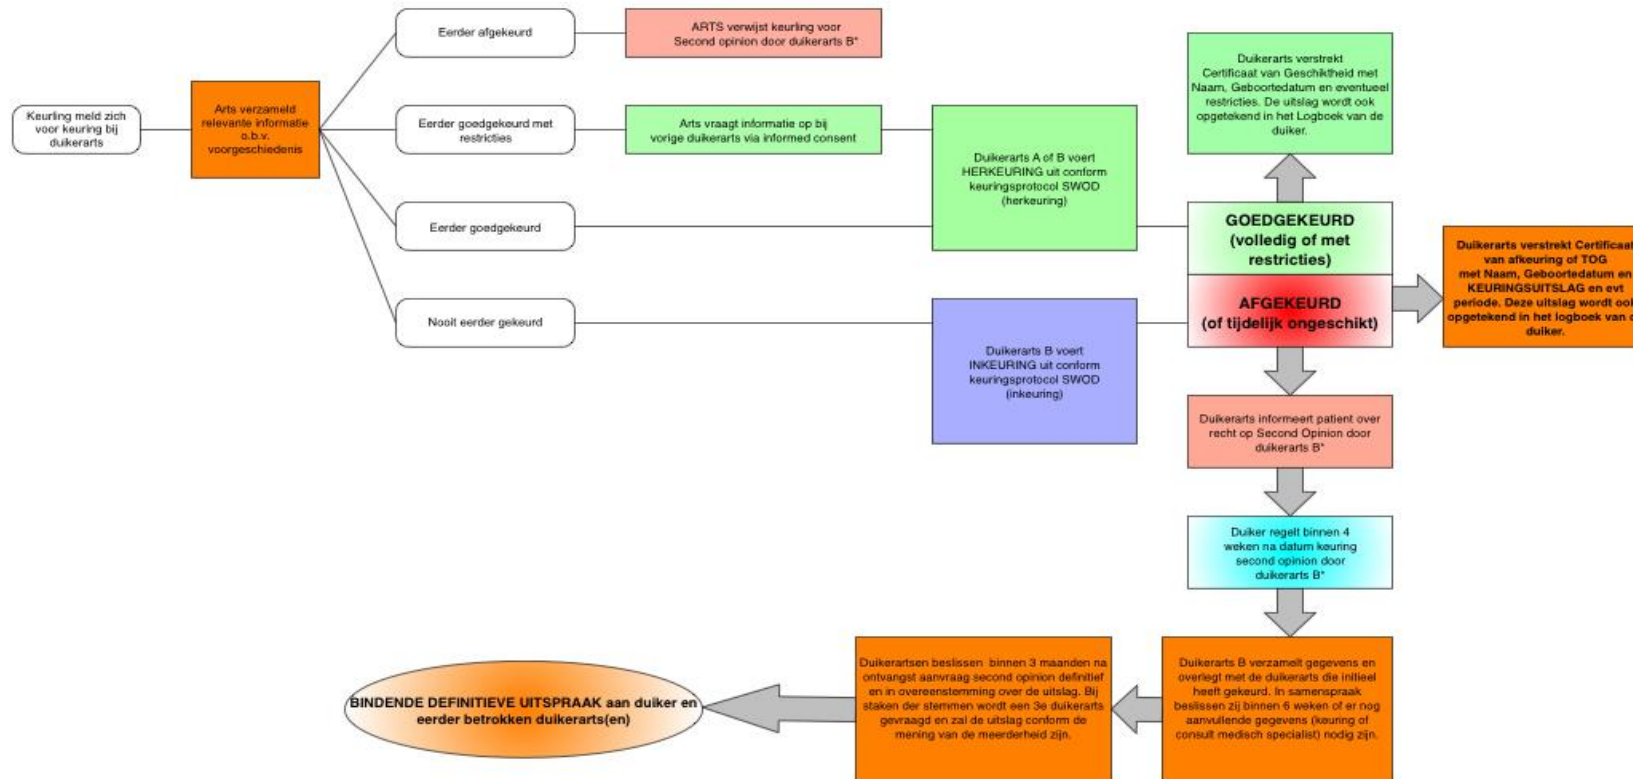 Keurling meld zich
voor keuring bij
duikerarts
Arts verzameld
relevante informatie
o.b.v.
voorgeschiedenis
Eerder afgekeurd
ARTS verwijst keurling voor
Second opinion door duikerarts B*
Eerder goedgekeurd met
restricties
Arts vraagt informatie op bij
vorige duikerarts via informed consent
Eerder goedgekeurd
Nooit eerder gekeurd
Duikerarts A of B voert
HERKEURING uit conform
keuringsprotocol SWOD
(herkeuring)
Duikerarts B voert
INKEURING uit conform
keuringsprotocol SWOD
(inkeuring)
Duikerarts verstrekt
Certificaat van Geschiktheid met
Naam, Geboortedatum en eventueel
restricties. De uitslag wordt ook
opgetekend in het Logboek van de
duiker.
GOEDGEKEURD
(volledig of met
restricties)
AFGEKEURD
(of tijdelijk ongeschikt)
Duikerarts verstrekt Certificaat
van afkeuring of TOG
met Naam, Geboortedatum en
KEURINGSUITSLAG en evt
periode. Deze uitslag wordt ook
opgetekend in het logboek van
duiker.
Duikerarts informeert patient over
recht op Second Opinion door
duikerarts B*
Duiker regelt binnen 4
weken na datum keuring
second opinion door
duikerarts B*
Duikerarts B verzamelt gegevens en
overlegt met de duikerarts die initieel
heeft gekeurd. In samenspraak
beslissen zij binnen 6 weken of er nog
aanvullende gegevens (keuring of
consult medisch specialist) nodig zijn.
Duikerartsen beslissen binnen 3 maanden na
ontvangst aanvraag second opinion definitief
en in overeenstemming over de uitslag. Bij
staken der stemmen wordt een 3e duikerarts
gevraagd en zal de uitslag conform de
mening van de meerderheid zijn.
BINDENDE DEFINITIEVE UITSPRAAK aan duiker en
eerder betrokken duikerarts(en)